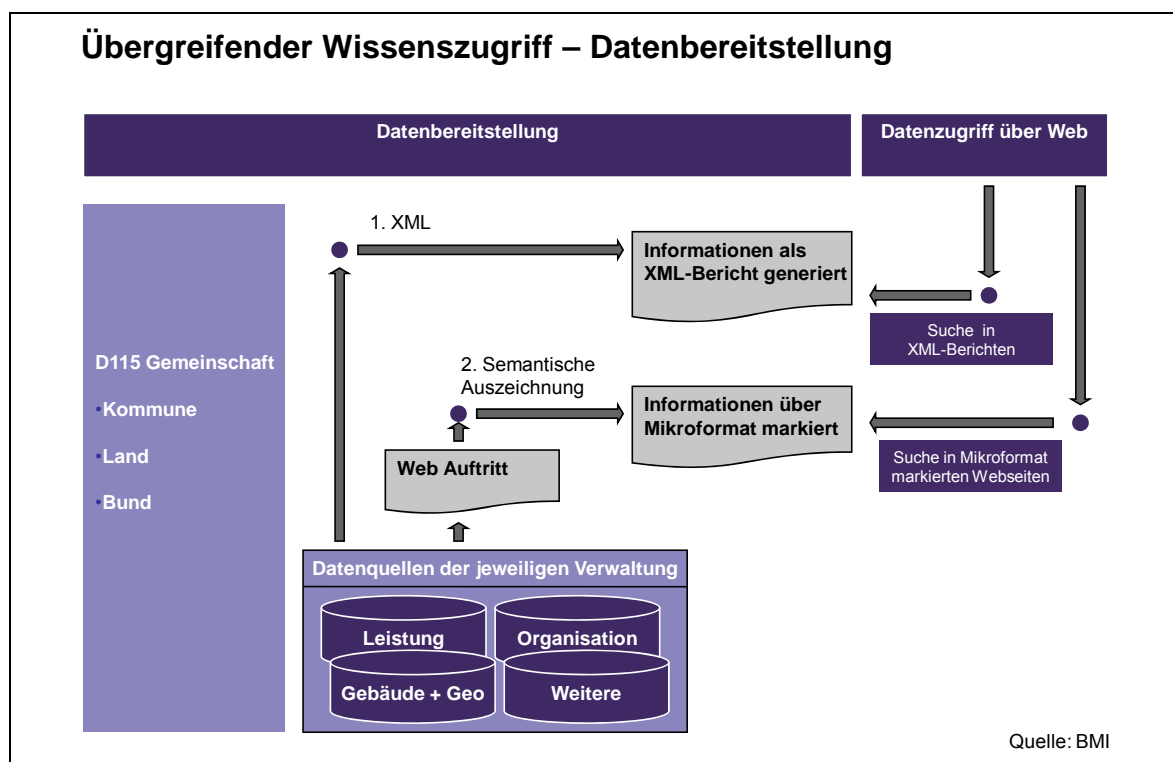 Übergreifender Wissenszugriff – Datenbereitstellung
Datenbereitstellung
Datenzugriff über Web
D115 Gemeinschaft
•Kommune
•Land
•Bund
1. XML
Informationen als
XML-Bericht generiert
Suche in
XML-Berichten
2. Semantische
Auszeichnung
Informationen über
Mikroformat markiert
Suche in Mikroformat
markierten Webseiten
Web Auftritt
Datenquellen der jeweiligen Verwaltung
Leistung
Organisation
Gebäude + Geo
Weitere
Quelle: BMI